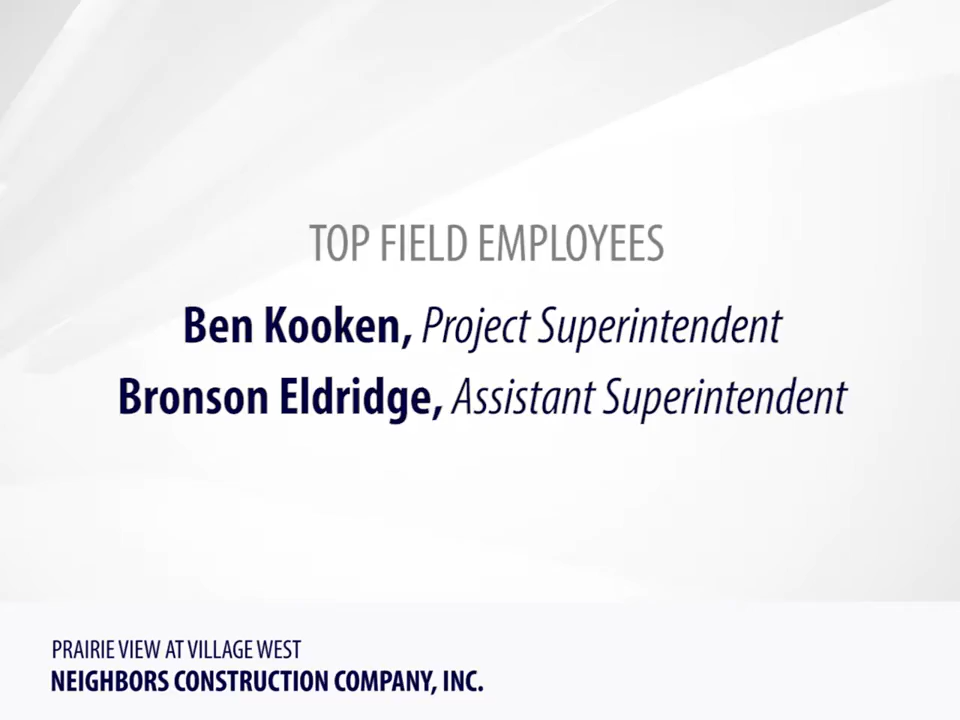 TOP FIELD EMPLOYEES
Ben Kooken, Project Superintendent
Bronson Eldridge, Assistant Superintendent
PRAIRIE VIEW AT VILLAGE WEST
NEIGHBORS CONSTRUCTION COMPANY, INC.